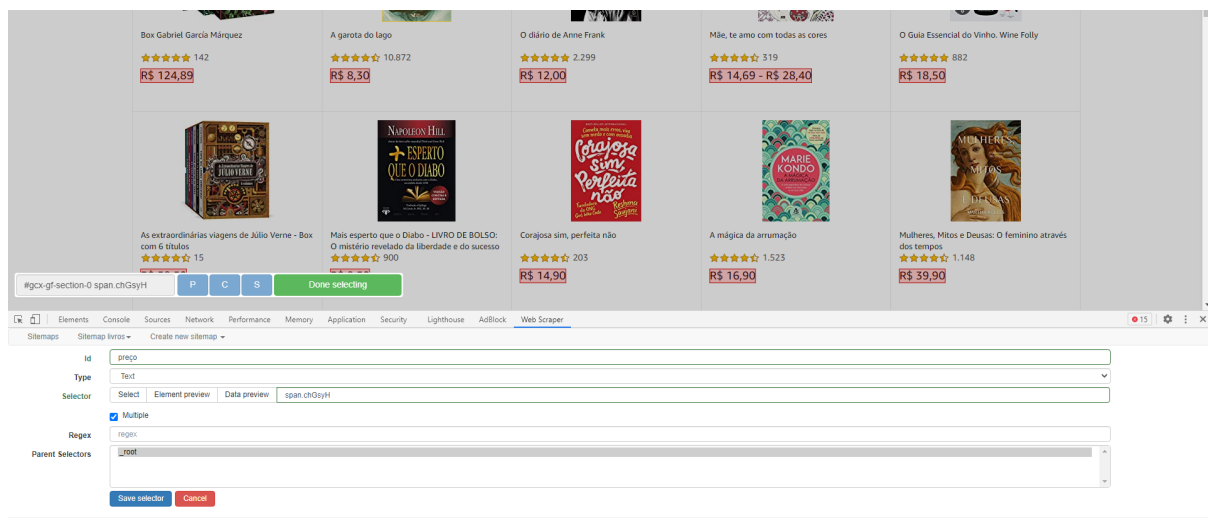 Box Gabriel García Márquez
A garota do lago
O diário de Anne Frank
Mãe, te amo com todas as cores
O Guia Essencial do Vinho. Wine Folly
142
10.872
2.299
319
882
R$ 124,89
R$ 8,30
R$ 12,00
R$ 14,69 - R$ 28,40
R$ 18,50
JÚLIO VERNE
NAPOLEON HILL
+ ESPERTO
QUE O DIABO
Corajosa
Sim,
Perfeita
não
Reshma
Saujani
MARIE
KONDO
A MÁGICA
DA ARRUMAÇÃO
MULHERES,
MITOS
E DEUSAS
As extraordinárias viagens de Júlio Verne - Box
com 6 títulos
15
Mais esperto que o Diabo - LIVRO DE BOLSO:
O mistério revelado da liberdade e do sucesso
900
Corajosa sim, perfeita não
203
R$ 14,90
A mágica da arrumação
1.523
R$ 16,90
Mulheres, Mitos e Deusas: O feminino através
dos tempos
1.148
R$ 39,90
#gcx-gf-section-0 span.chGsyH P C S Done selecting
Elements Console Sources Network Performance Memory Application Security Lighthouse AdBlock Web Scraper 15
Sitemaps Sitemap livros Create new sitemap
Id preço
Type Text
Selector Select Element preview Data preview span.chGsyH
Multiple
Regex regex
Parent Selectors _root
Save selector Cancel